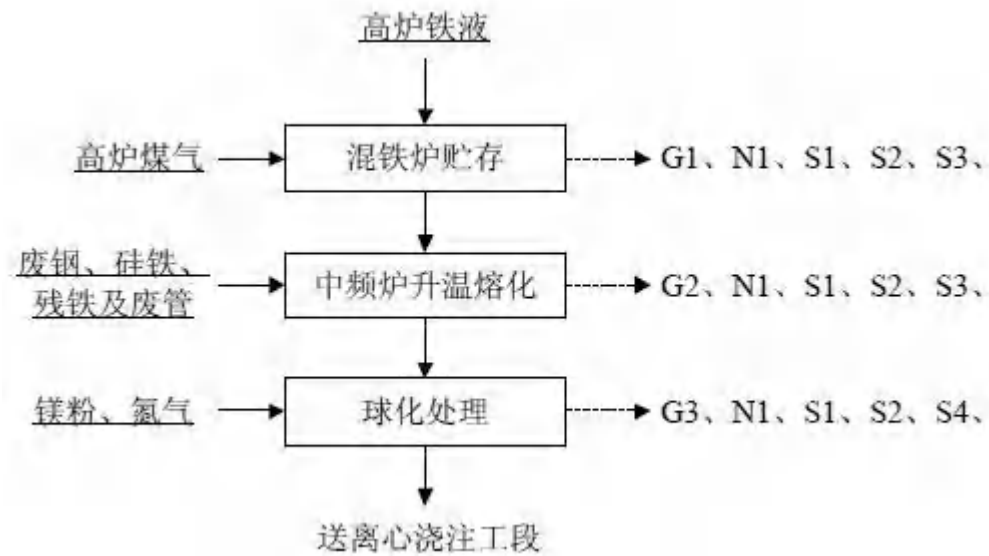 高炉铁液
高炉煤气
混铁炉贮存
G1、N1、S1、S2、S3、
废钢、硅铁、
残铁及废管
中频炉升温熔化
G2、N1、S1、S2、S3、
镁粉、氮气
球化处理
G3、N1、S1、S2、S4、
送离心浇注工段